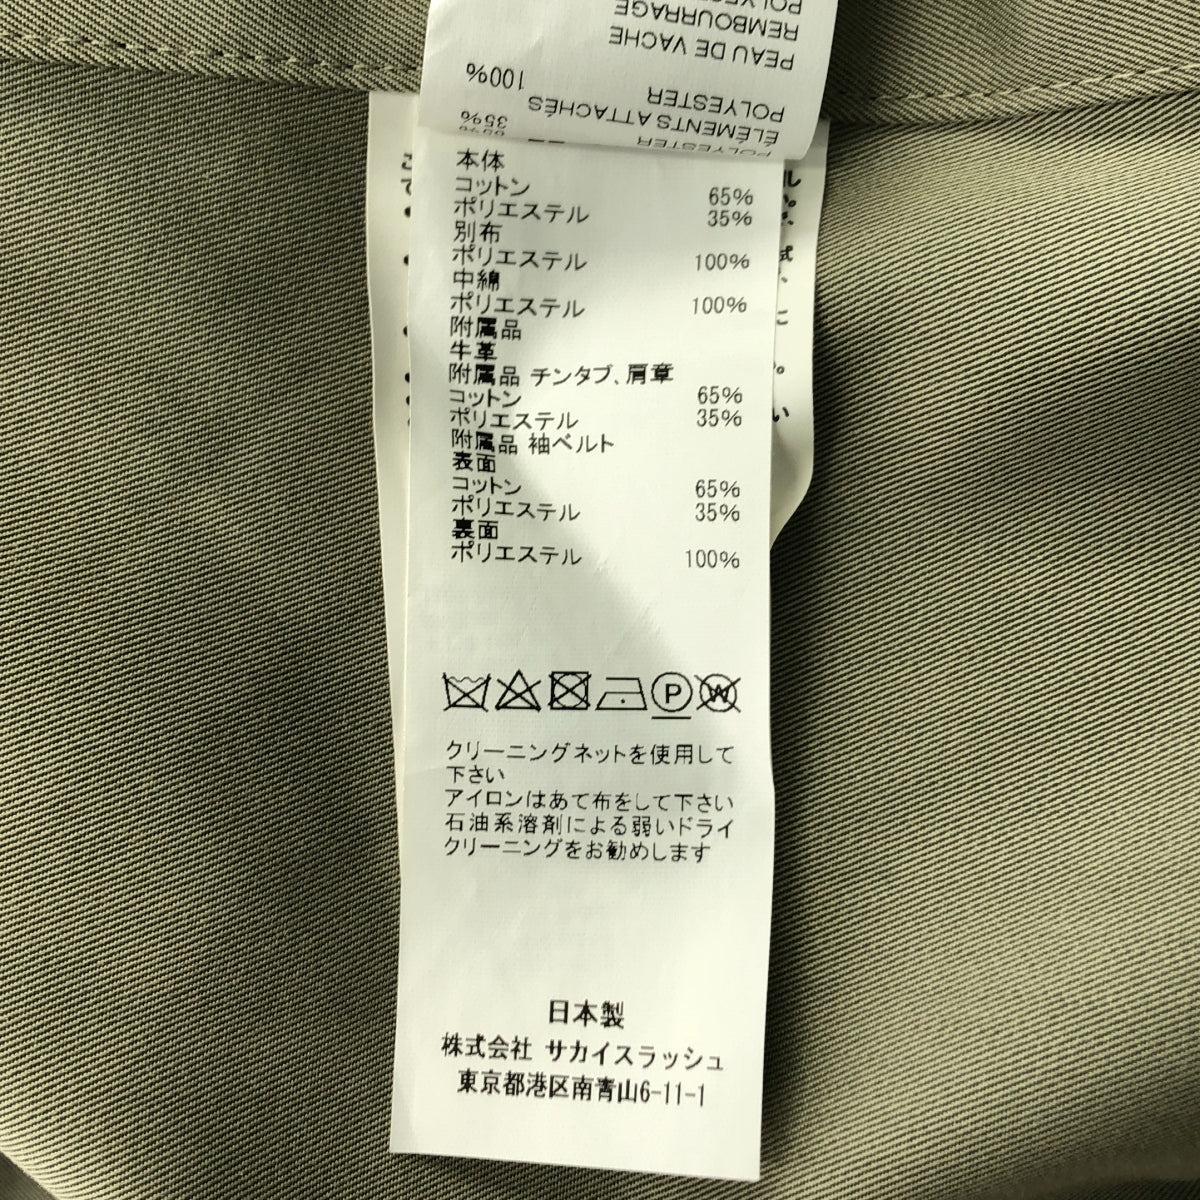 POLYESTER
REMBOURRAGE
PEAU DE VACHE
POLYESTER 100%
ÉLÉMENTS ATTACHÉS
35%
POLYESTER 65%
本体
コットン 65%
ポリエステル 35%
別布
ポリエステル 100%
中綿
ポリエステル 100%
附属品
牛革
附属品 チンタブ、肩章
コットン 65%
ポリエステル 35%
附属品 袖ベルト
表面
コットン 65%
ポリエステル 35%
裏面
ポリエステル 100%
P
W
クリーニングネットを使用して
下さい
アイロンはあて布をして下さい
石油系溶剤による弱いドライ
クリーニングをお勧めします
日本製
株式会社 サカイスラッシュ
東京都港区南青山6-11-1